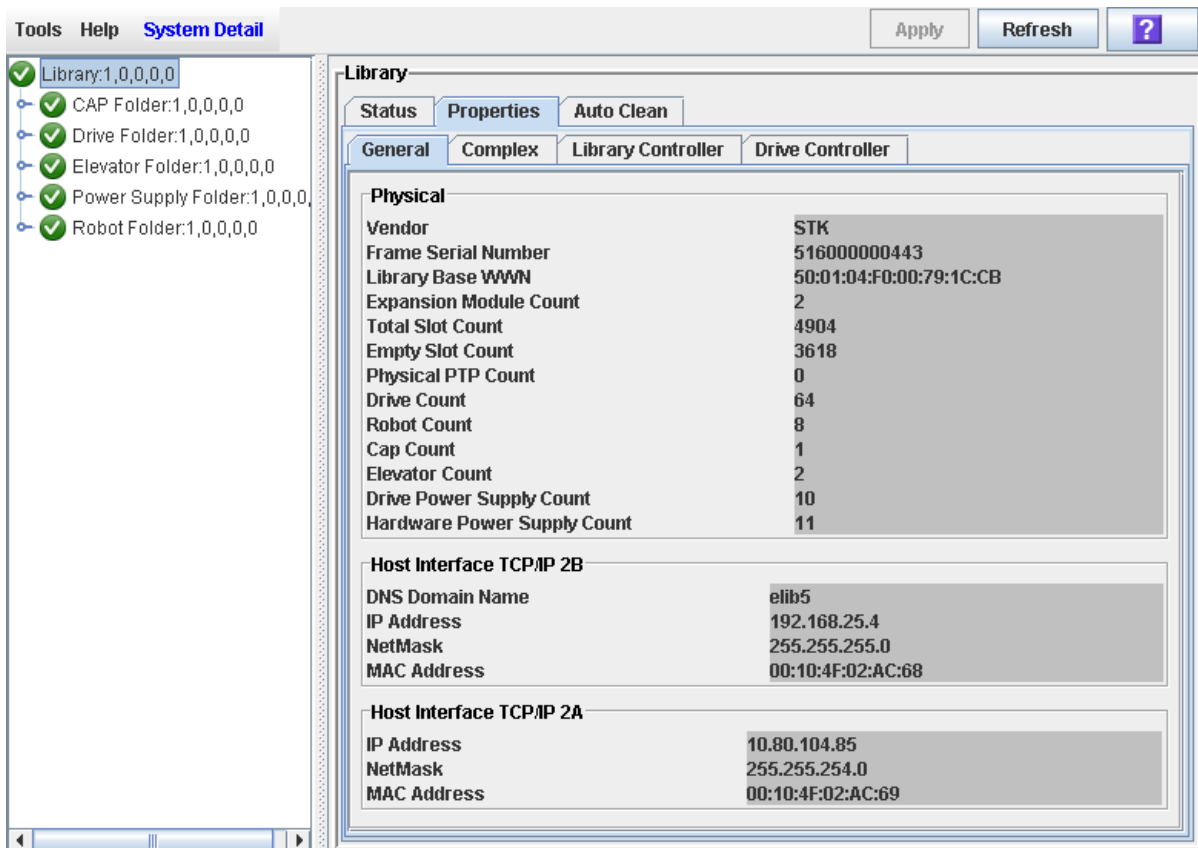 Tools Help System Detail Apply Refresh ?
Library:1,0,0,0,0
CAP Folder:1,0,0,0,0
Drive Folder:1,0,0,0,0
Elevator Folder:1,0,0,0,0
Power Supply Folder:1,0,0,0,
Robot Folder:1,0,0,0,0
Library
Status Properties Auto Clean
General Complex Library Controller Drive Controller
Physical
Vendor STK
Frame Serial Number 516000000443
Library Base WWN 50:01:04:F0:00:79:1C:CB
Expansion Module Count 2
Total Slot Count 4904
Empty Slot Count 3618
Physical PTP Count 0
Drive Count 64
Robot Count 8
Cap Count 1
Elevator Count 2
Drive Power Supply Count 10
Hardware Power Supply Count 11
Host Interface TCP/IP 2B
DNS Domain Name elib5
IP Address 192.168.25.4
NetMask 255.255.255.0
MAC Address 00:10:4F:02:AC:68
Host Interface TCP/IP 2A
IP Address 10.80.104.85
NetMask 255.255.254.0
MAC Address 00:10:4F:02:AC:69